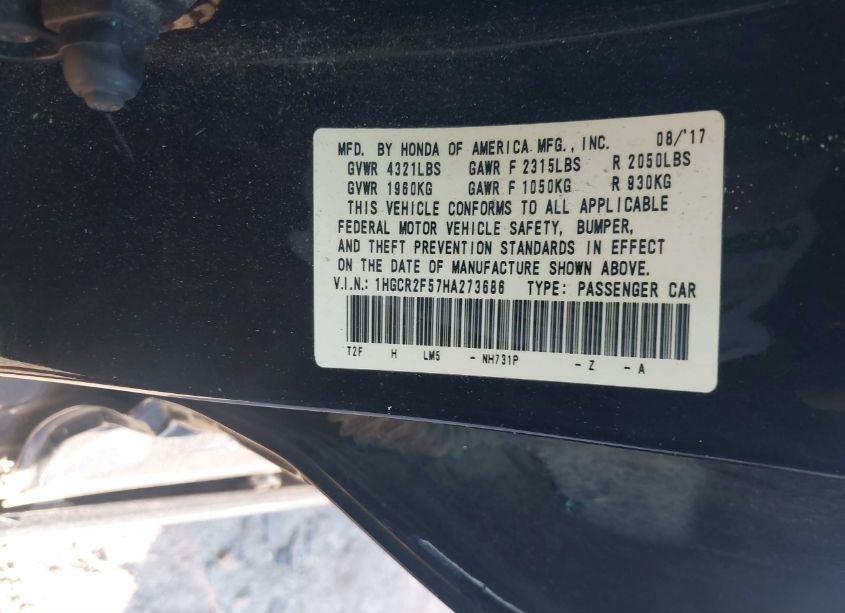 MFD. BY HONDA OF AMERICA MFG., INC. 08/'17
GVWR 4321LBS GAWR F 2315LBS R 2050LBS
GVWR 1960KG GAWR F 1050KG R 930KG
THIS VEHICLE CONFORMS TO ALL APPLICABLE
FEDERAL MOTOR VEHICLE SAFETY, BUMPER,
AND THEFT PREVENTION STANDARDS IN EFFECT
ON THE DATE OF MANUFACTURE SHOWN ABOVE.
V.I.N.: 1HGCR2F57HA273686 TYPE: PASSENGER CAR
T2F H LM5 - NH731P - Z - A